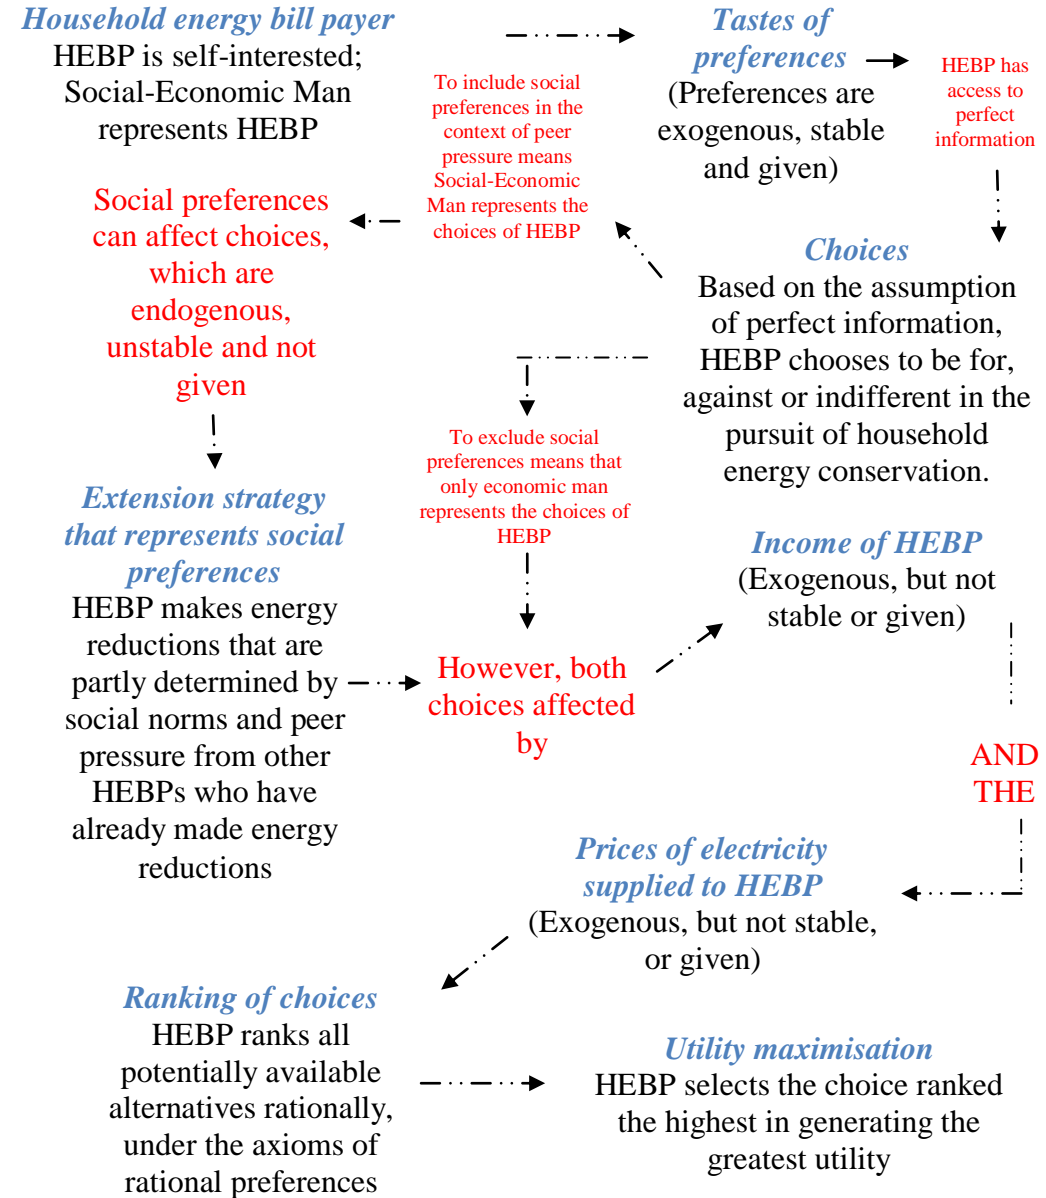 Household energy bill payer
HEBP is self-interested;
Social-Economic Man
represents HEBP
Tastes of
preferences
(Preferences are
exogenous, stable
and given)
HEBP has
access to
perfect
information
To include social
preferences in the
context of peer
pressure means
Social-Economic
Man represents the
choices of HEBP
Social preferences
can affect choices,
which are
endogenous,
unstable and not
given
Choices
Based on the assumption
of perfect information,
HEBP chooses to be for,
against or indifferent in the
pursuit of household
energy conservation.
To exclude social
preferences means that
only economic man
represents the choices of
HEBP
Extension strategy
that represents social
preferences
HEBP makes energy
reductions that are
partly determined by
social norms and peer
pressure from other
HEBPs who have
already made energy
reductions
However, both
choices affected
by
Income of HEBP
(Exogenous, but not
stable or given)
AND
THE
Prices of electricity
supplied to HEBP
(Exogenous, but not stable,
or given)
Ranking of choices
HEBP ranks all
potentially available
alternatives rationally,
under the axioms of
rational preferences
Utility maximisation
HEBP selects the choice ranked
the highest in generating the
greatest utility